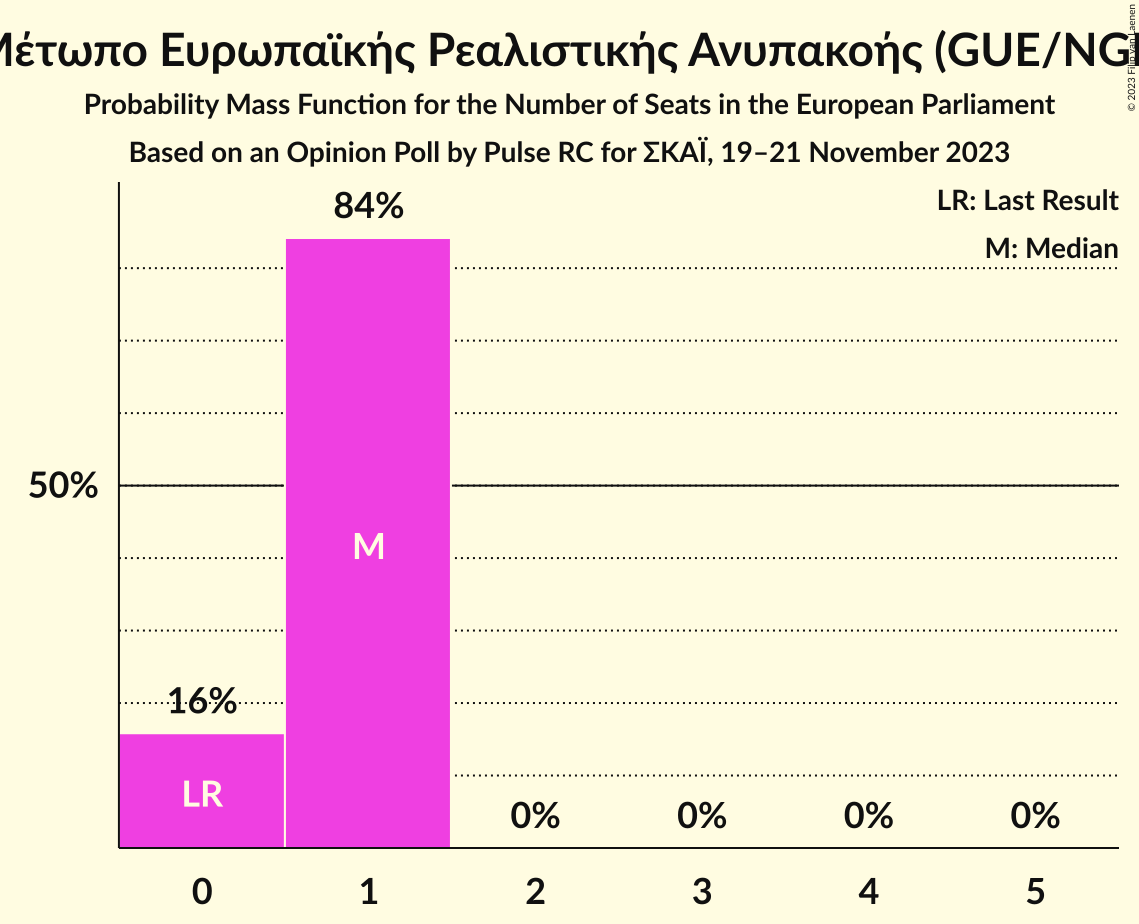 Μέτωπο Ευρωπαϊκής Ρεαλιστικής Ανυπακοής (GUE/NGL
© 2023 Filip van Laenen
Probability Mass Function for the Number of Seats in the European Parliament
Based on an Opinion Poll by Pulse RC for ΣΚΑΪ, 19–21 November 2023
LR: Last Result
M: Median
84%
50%
M
16%
LR
0% 0% 0% 0%
0 1 2 3 4 5